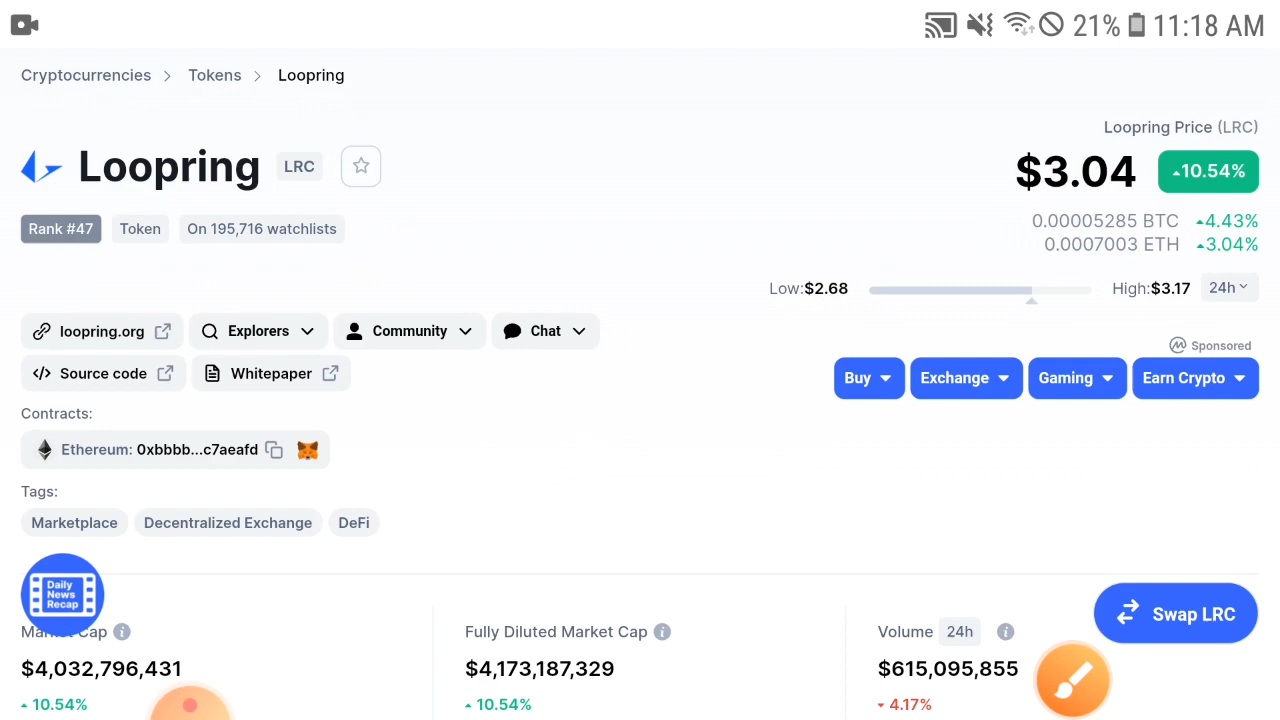 21% 11:18 AM
Cryptocurrencies > Tokens > Loopring
Loopring Price (LRC)
Loopring LRC
$3.04 10.54%
Rank #47 Token On 195,716 watchlists
0.00005285 BTC 4.43%
0.0007003 ETH 3.04%
Low:$2.68 High:$3.17 24h
loopring.org Explorers Community Chat
Sponsored
Source code Whitepaper
Buy Exchange Gaming Earn Crypto
Contracts:
Ethereum: 0xbbbb...c7aeafd
Tags:
Marketplace Decentralized Exchange DeFi
Daily
News
Recap
Swap LRC
Market Cap Fully Diluted Market Cap Volume 24h
$4,032,796,431 $4,173,187,329 $615,095,855
10.54% 10.54% 4.17%